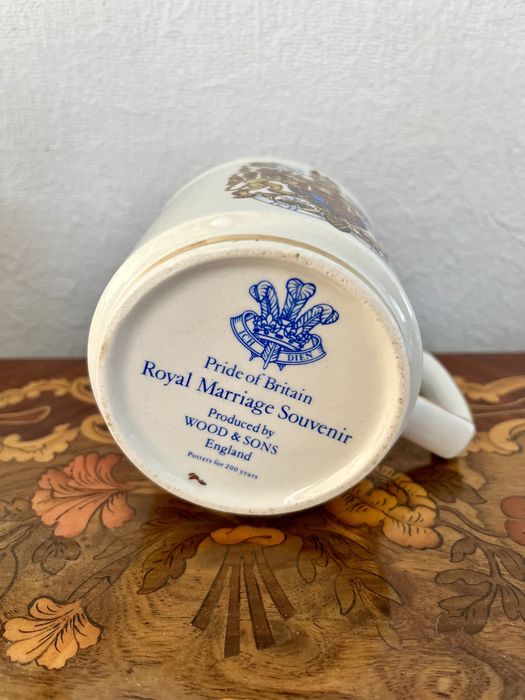 ICH DIEN
Pride of Britain
Royal Marriage Souvenir
Produced by
WOOD & SONS
England
Potters for 200 years